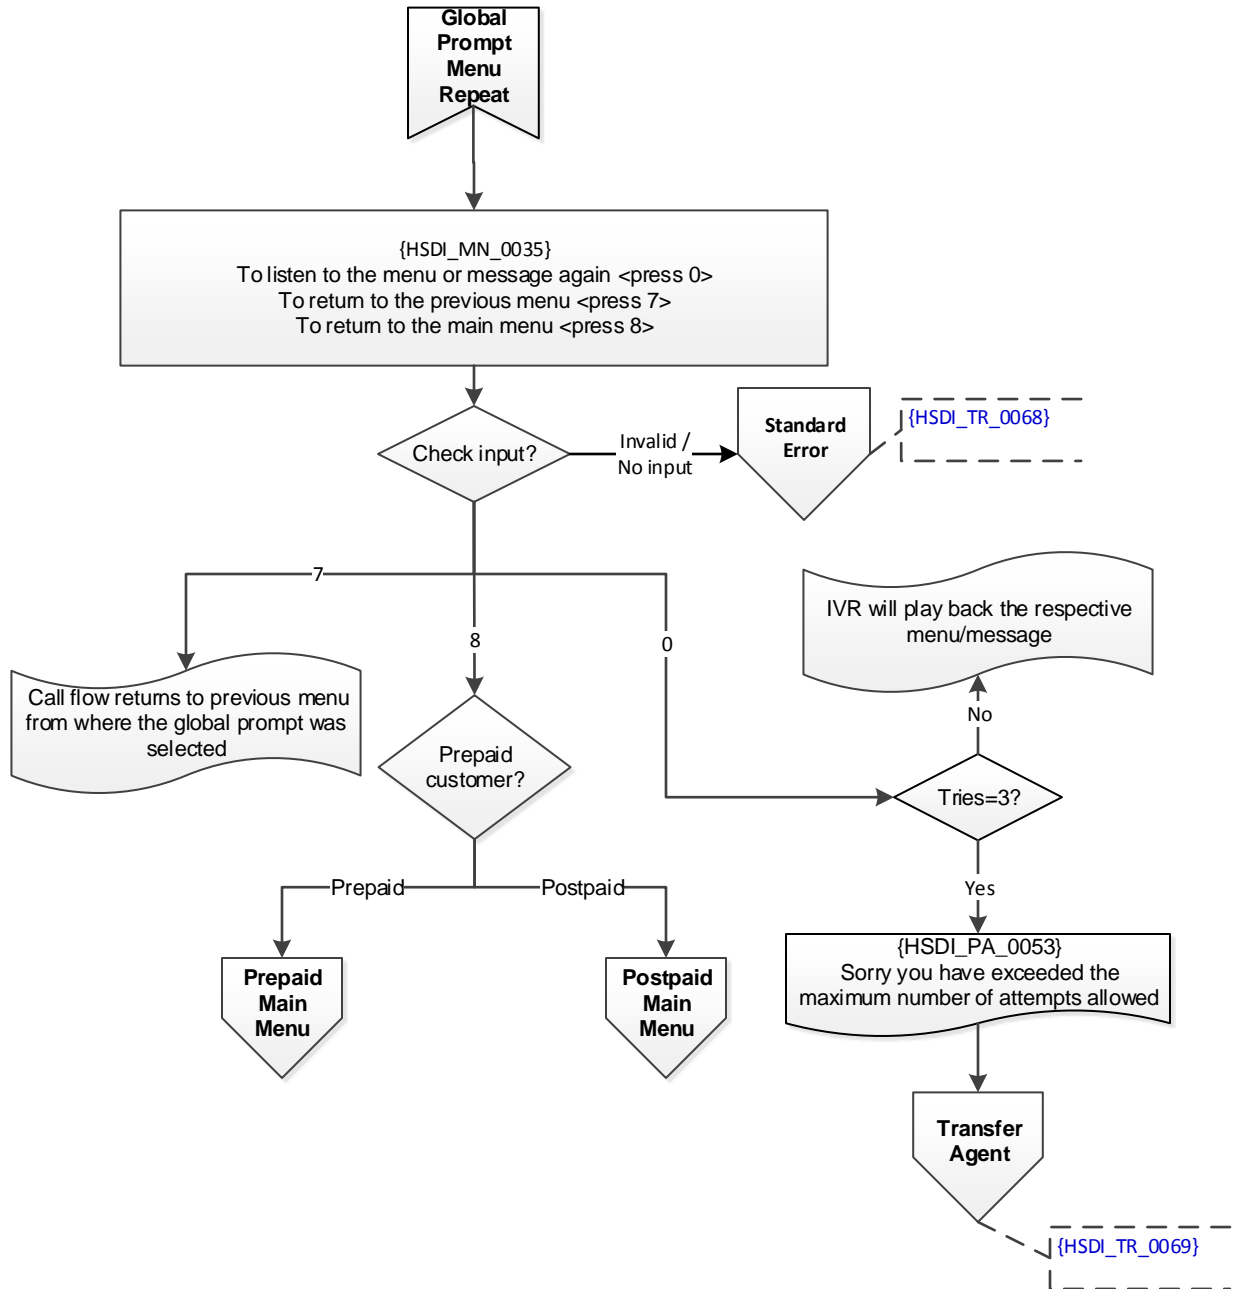 Global
Prompt
Menu
Repeat
{HSDI_MN_0035}
To listen to the menu or message again <press 0>
To return to the previous menu <press 7>
To return to the main menu <press 8>
Check input?
Invalid /
No input
Standard
Error
{HSDI_TR_0068}
7
8
0
IVR will play back the respective
menu/message
Call flow returns to previous menu
from where the global prompt was
selected
No
Prepaid
customer?
Tries=3?
Yes
Prepaid
Postpaid
{HSDI_PA_0053}
Sorry you have exceeded the
maximum number of attempts allowed
Prepaid
Main
Menu
Postpaid
Main
Menu
Transfer
Agent
{HSDI_TR_0069}